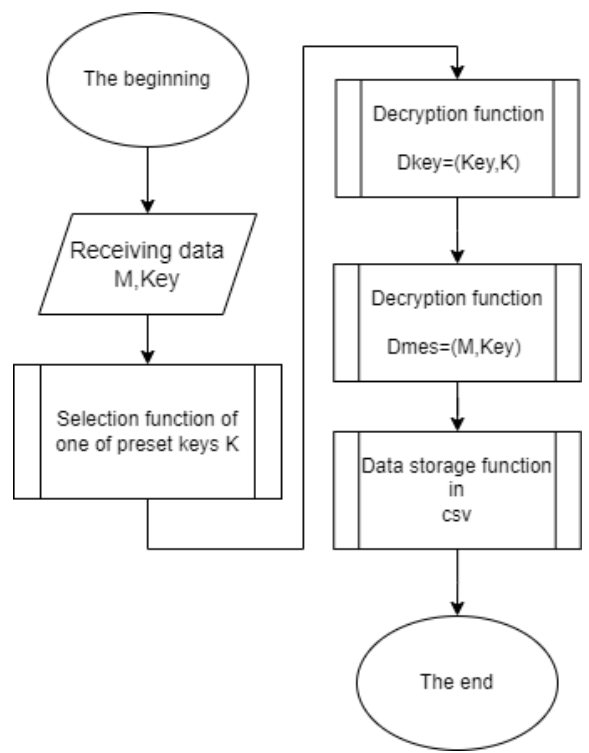 The beginning
Receiving data
M,Key
Selection function of
one of preset keys K
Decryption function
Dkey=(Key,K)
Decryption function
Dmes=(M,Key)
Data storage function
in
csv
The end